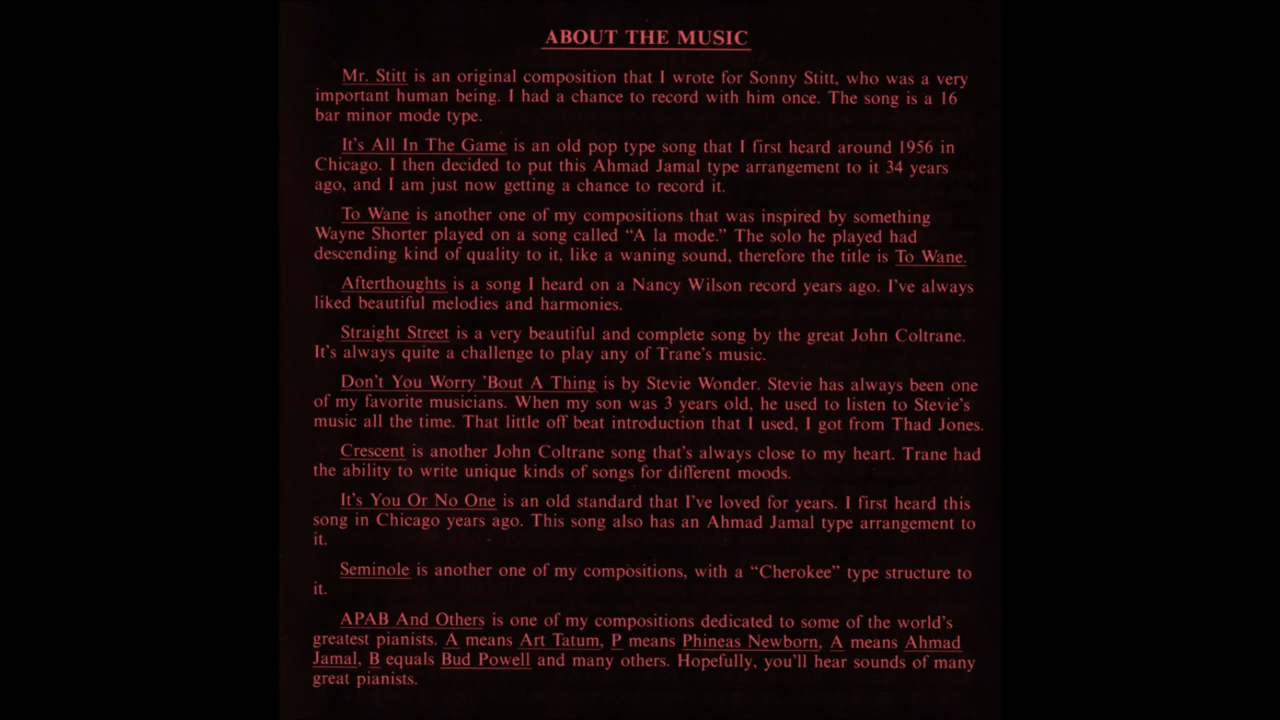 ABOUT THE MUSIC
Mr. Stitt is an original composition that I wrote for Sonny Stitt, who was a very
important human being. I had a chance to record with him once. The song is a 16
bar minor mode type.
It's All In The Game is an old pop type song that I first heard around 1956 in
Chicago. I then decided to put this Ahmad Jamal type arrangement to it 34 years
ago, and I am just now getting a chance to record it.
To Wane is another one of my compositions that was inspired by something
Wayne Shorter played on a song called “A la mode.” The solo he played had
descending kind of quality to it, like a waning sound, therefore the title is To Wane.
Afterthoughts is a song I heard on a Nancy Wilson record years ago. I've always
liked beautiful melodies and harmonies.
Straight Street is a very beautiful and complete song by the great John Coltrane.
It's always quite a challenge to play any of Trane's music.
Don't You Worry 'Bout A Thing is by Stevie Wonder. Stevie has always been one
of my favorite musicians. When my son was 3 years old, he used to listen to Stevie's
music all the time. That little off beat introduction that I used, I got from Thad Jones.
Crescent is another John Coltrane song that's always close to my heart. Trane had
the ability to write unique kinds of songs for different moods.
It's You Or No One is an old standard that I've loved for years. I first heard this
song in Chicago years ago. This song also has an Ahmad Jamal type arrangement to
it.
Seminole is another one of my compositions, with a “Cherokee” type structure to
it.
APAB And Others is one of my compositions dedicated to some of the world's
greatest pianists. A means Art Tatum, P means Phineas Newborn, A means Ahmad
Jamal, B equals Bud Powell and many others. Hopefully, you'll hear sounds of many
great pianists.